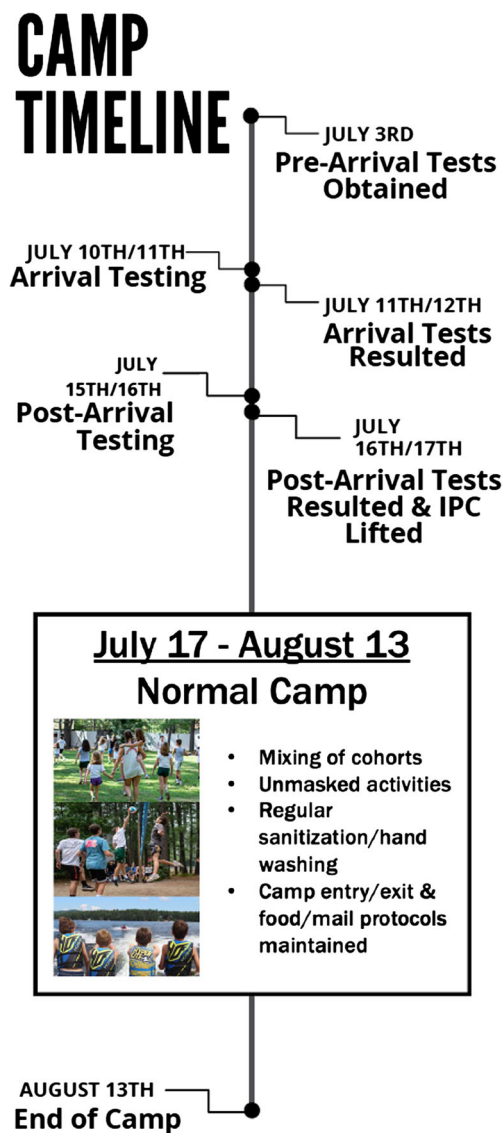 CAMP
TIMELINE
JULY 3RD
Pre-Arrival Tests
Obtained
JULY 10TH/11TH
Arrival Testing
JULY 11TH/12TH
Arrival Tests
Resulted
JULY
15TH/16TH
Post-Arrival
Testing
JULY
16TH/17TH
Post-Arrival Tests
Resulted & IPC
Lifted
July 17 - August 13
Normal Camp
• Mixing of cohorts
• Unmasked activities
• Regular
sanitization/hand
washing
• Camp entry/exit &
food/mail protocols
maintained
AUGUST 13TH
End of Camp